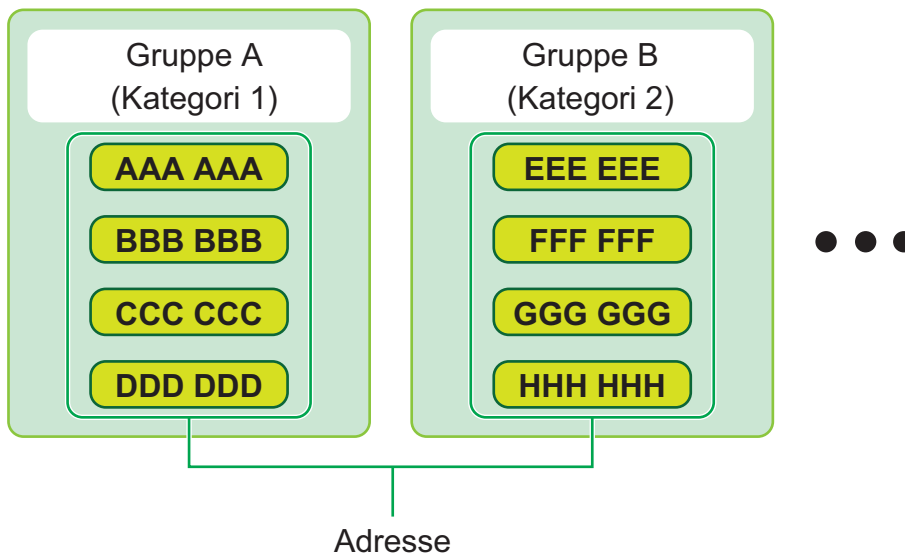 Gruppe A
(Kategori 1)
AAA AAA
BBB BBB
CCC CCC
DDD DDD
Gruppe B
(Kategori 2)
EEE EEE
FFF FFF
GGG GGG
HHH HHH
Adresse